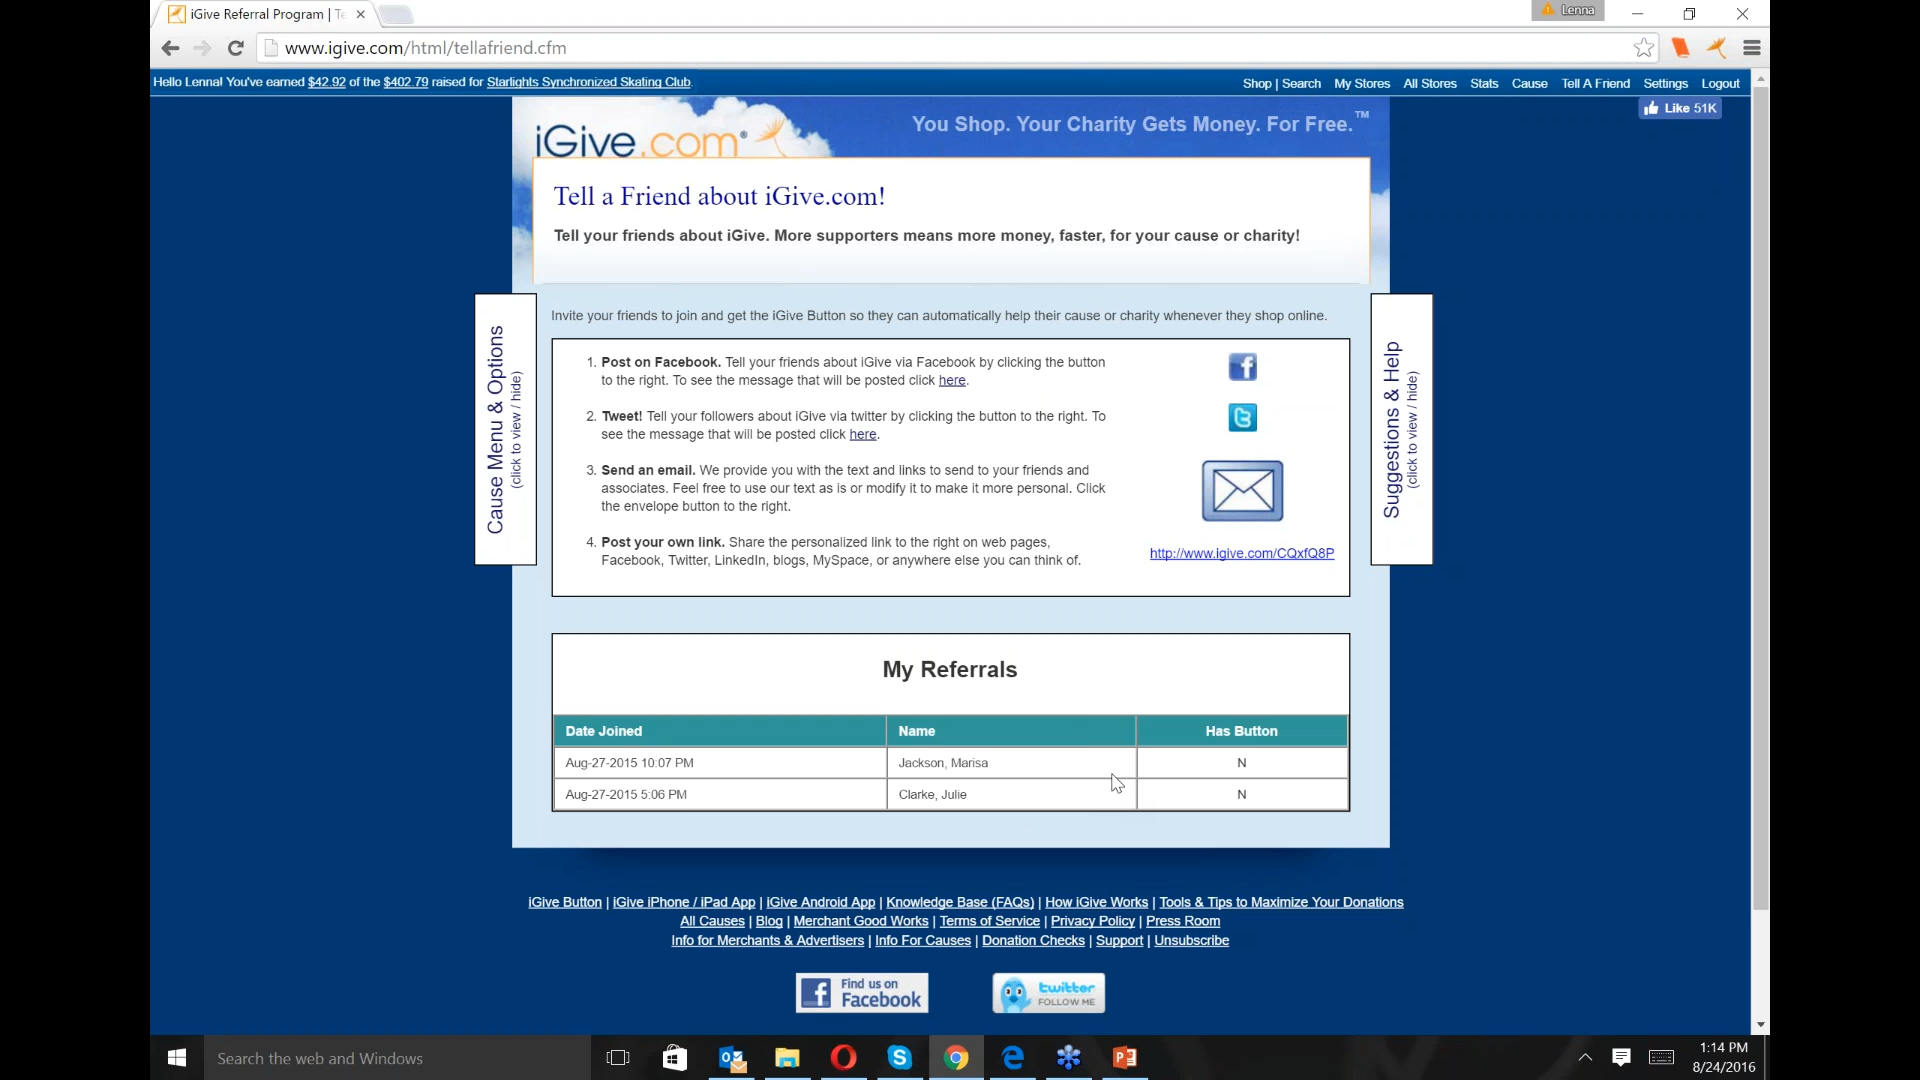 iGive Referral Program | Te
Lenna
www.igive.com/html/tellafriend.cfm
Hello Lenna! You've earned $42.92 of the $402.79 raised for Starlights Synchronized Skating Club.
Shop | Search My Stores All Stores Stats Cause Tell A Friend Settings Logout
Like 51K
iGive.com®
You Shop. Your Charity Gets Money. For Free.™
Tell a Friend about iGive.com!
Tell your friends about iGive. More supporters means more money, faster, for your cause or charity!
Cause Menu & Options
(click to view / hide)
Suggestions & Help
(click to view / hide)
Invite your friends to join and get the iGive Button so they can automatically help their cause or charity whenever they shop online.
1. Post on Facebook. Tell your friends about iGive via Facebook by clicking the button
to the right. To see the message that will be posted click here.
2. Tweet! Tell your followers about iGive via twitter by clicking the button to the right. To
see the message that will be posted click here.
3. Send an email. We provide you with the text and links to send to your friends and
associates. Feel free to use our text as is or modify it to make it more personal. Click
the envelope button to the right.
4. Post your own link. Share the personalized link to the right on web pages,
Facebook, Twitter, LinkedIn, blogs, MySpace, or anywhere else you can think of.
http://www.igive.com/CQxfQ8P
My Referrals
Date Joined Name Has Button
Aug-27-2015 10:07 PM Jackson, Marisa N
Aug-27-2015 5:06 PM Clarke, Julie N
iGive Button | iGive iPhone / iPad App | iGive Android App | Knowledge Base (FAQs) | How iGive Works | Tools & Tips to Maximize Your Donations
All Causes | Blog | Merchant Good Works | Terms of Service | Privacy Policy | Press Room
Info for Merchants & Advertisers | Info For Causes | Donation Checks | Support | Unsubscribe
Find us on
Facebook
twitter
FOLLOW ME
Search the web and Windows
1:14 PM
8/24/2016